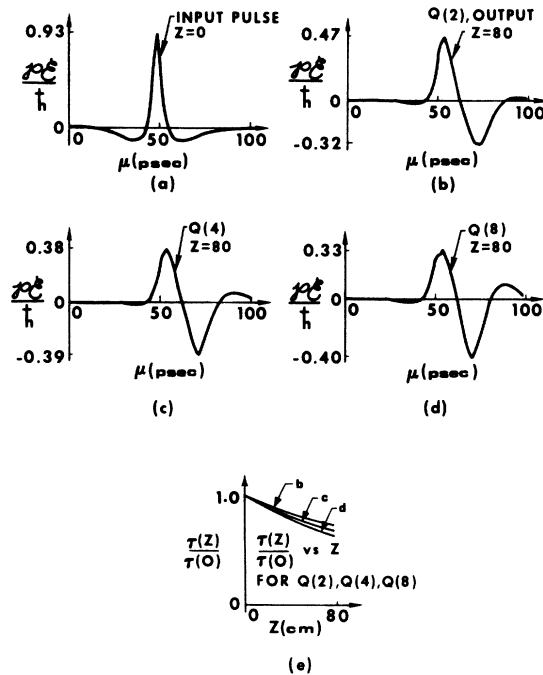 0.93
INPUT PULSE
Z=0
℘ℰ/ħ
0
0 50 100
μ(psec)
(a)
0.47
Q(2), OUTPUT
Z=80
℘ℰ/ħ
0
0 50 100
-0.32
μ(psec)
(b)
0.38
Q(4)
Z=80
℘ℰ/ħ
0
50 100
-0.39
μ(psec)
(c)
0.33
Q(8)
Z=80
℘ℰ/ħ
0
50 100
-0.40
μ(psec)
(d)
b
c
d
1.0
τ(Z)/τ(O)
τ(Z)/τ(O) vs Z
FOR Q(2),Q(4),Q(8)
0
0 80
Z(cm)
(e)